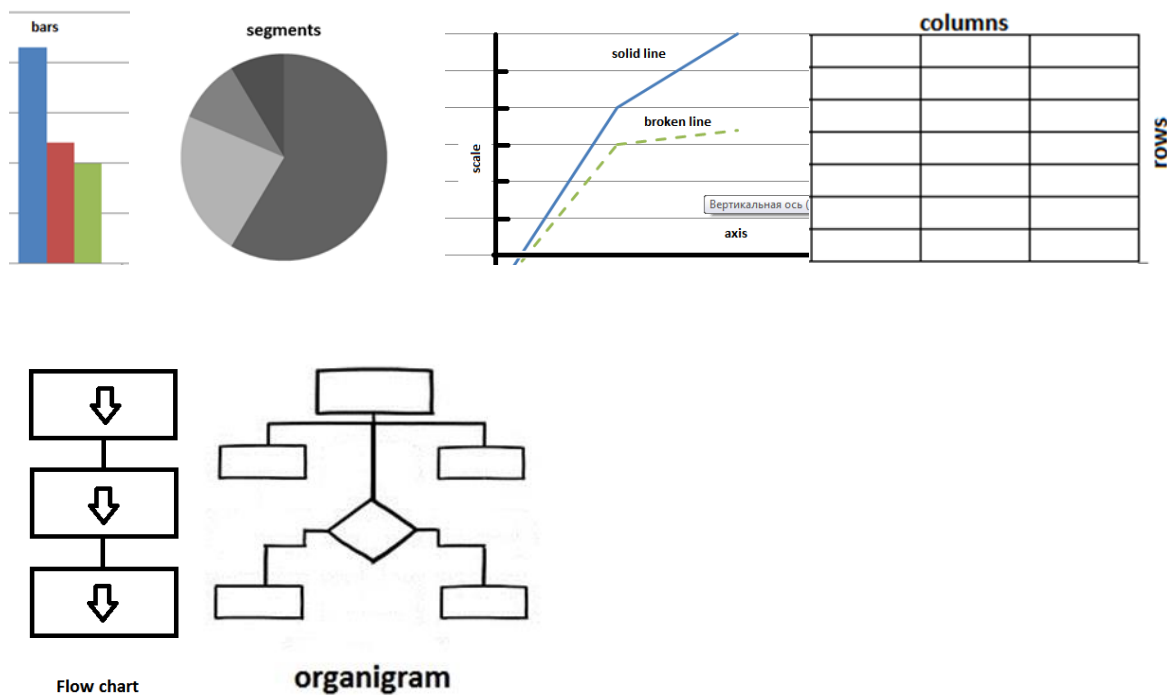 bars
segments
columns
solid line
broken line
scale
rows
Вертикальная ось (
axis
Flow chart
organigram